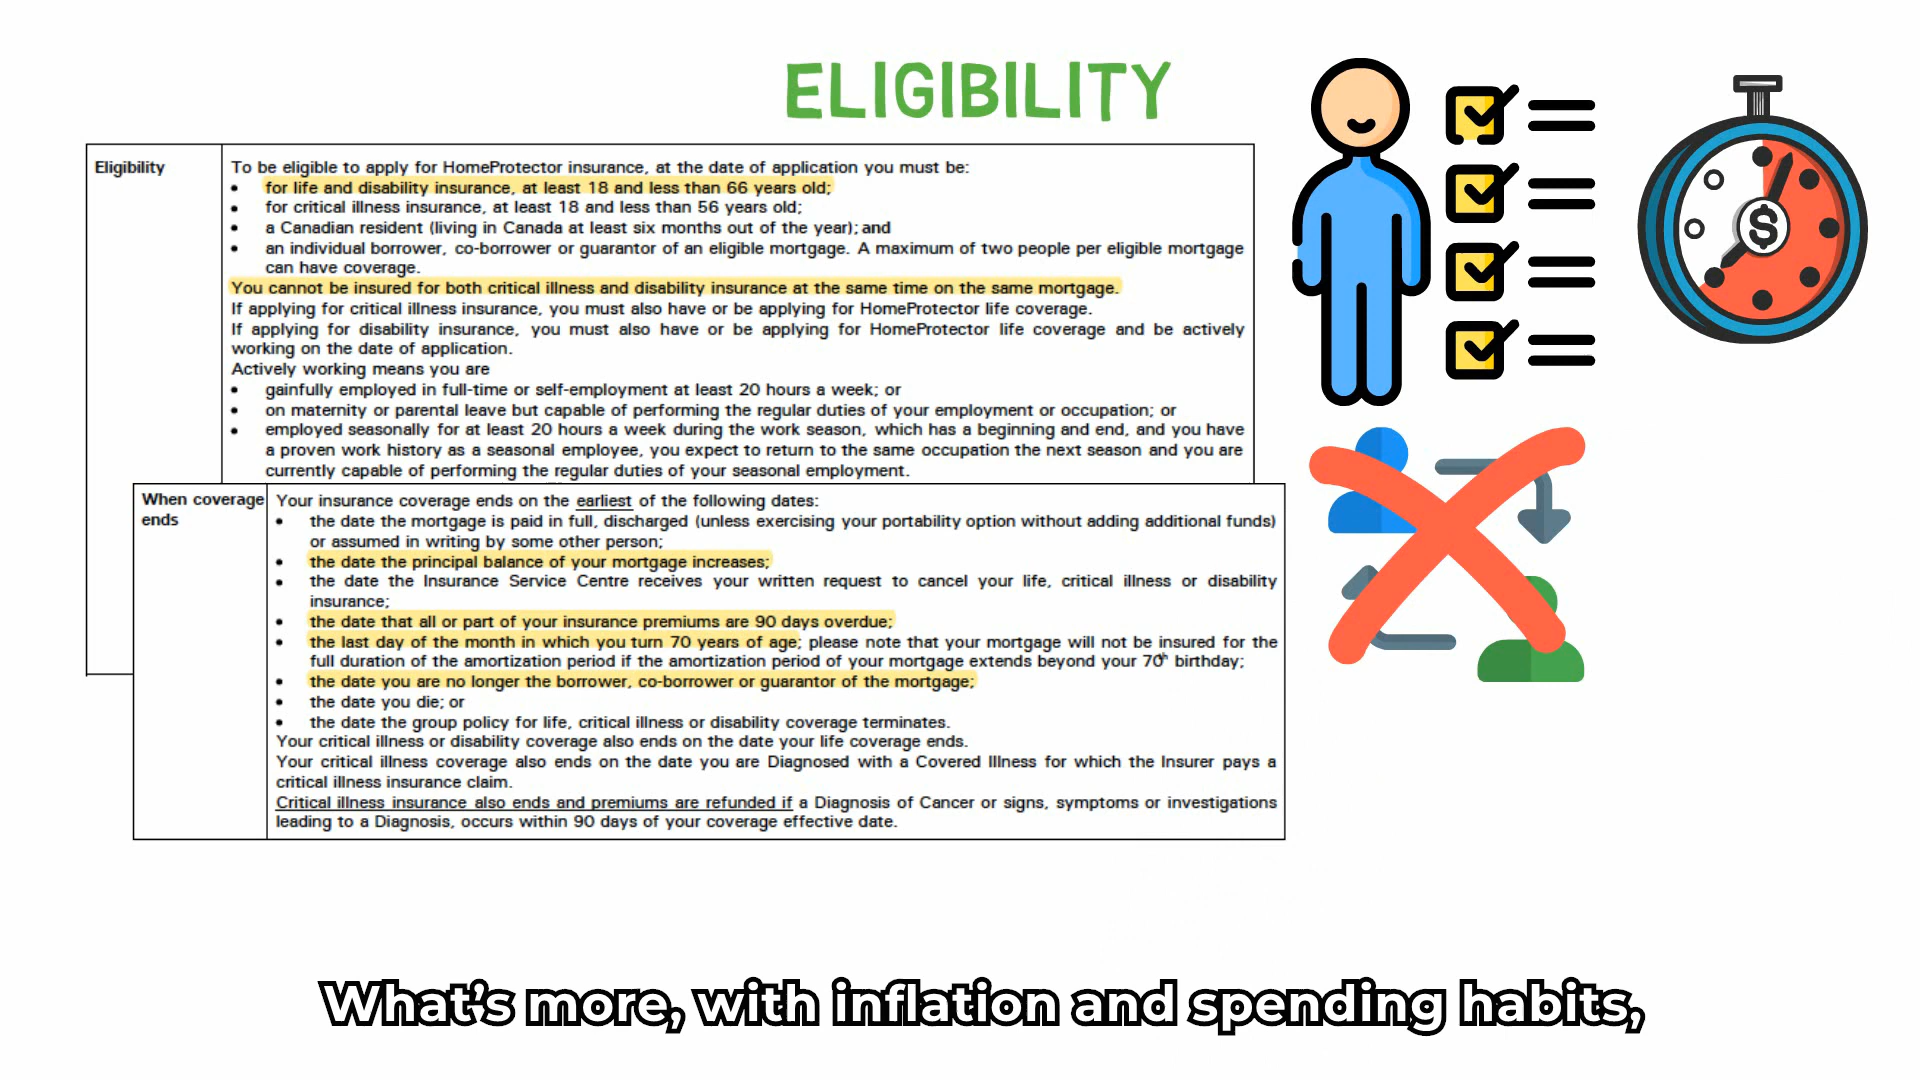 ELIGIBILITY
Eligibility
To be eligible to apply for HomeProtector insurance, at the date of application you must be:
• for life and disability insurance, at least 18 and less than 66 years old;
• for critical illness insurance, at least 18 and less than 56 years old;
• a Canadian resident (living in Canada at least six months out of the year); and
• an individual borrower, co-borrower or guarantor of an eligible mortgage. A maximum of two people per eligible mortgage
can have coverage.
You cannot be insured for both critical illness and disability insurance at the same time on the same mortgage.
If applying for critical illness insurance, you must also have or be applying for HomeProtector life coverage.
If applying for disability insurance, you must also have or be applying for HomeProtector life coverage and be actively
working on the date of application.
Actively working means you are
• gainfully employed in full-time or self-employment at least 20 hours a week; or
• on maternity or parental leave but capable of performing the regular duties of your employment or occupation; or
• employed seasonally for at least 20 hours a week during the work season, which has a beginning and end, and you have
a proven work history as a seasonal employee, you expect to return to the same occupation the next season and you are
currently capable of performing the regular duties of your seasonal employment.
When coverage
ends
Your insurance coverage ends on the earliest of the following dates:
• the date the mortgage is paid in full, discharged (unless exercising your portability option without adding additional funds)
or assumed in writing by some other person;
• the date the principal balance of your mortgage increases;
• the date the Insurance Service Centre receives your written request to cancel your life, critical illness or disability
insurance;
• the date that all or part of your insurance premiums are 90 days overdue;
• the last day of the month in which you turn 70 years of age; please note that your mortgage will not be insured for the
full duration of the amortization period if the amortization period of your mortgage extends beyond your 70th birthday;
• the date you are no longer the borrower, co-borrower or guarantor of the mortgage;
• the date you die; or
• the date the group policy for life, critical illness or disability coverage terminates.
Your critical illness or disability coverage also ends on the date your life coverage ends.
Your critical illness coverage also ends on the date you are Diagnosed with a Covered Illness for which the Insurer pays a
critical illness insurance claim.
Critical illness insurance also ends and premiums are refunded if a Diagnosis of Cancer or signs, symptoms or investigations
leading to a Diagnosis, occurs within 90 days of your coverage effective date.
$
What's more, with inflation and spending habits,